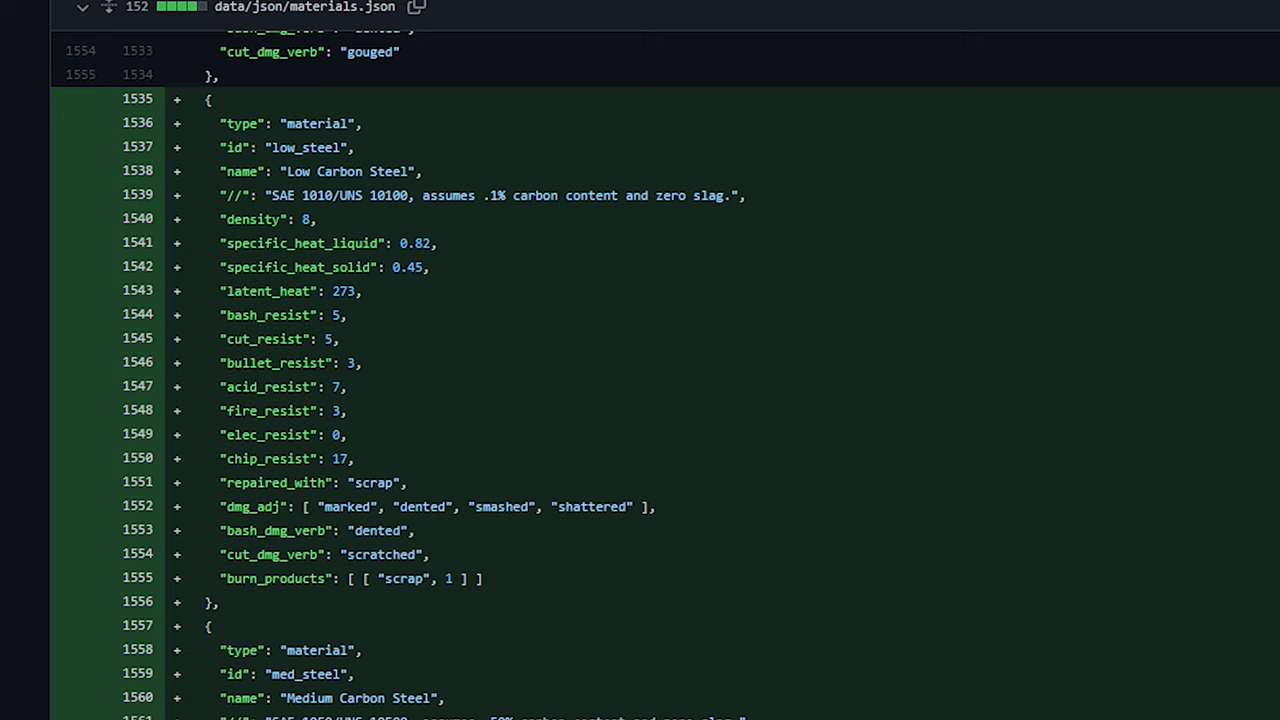 152 data/json/materials.json
1554 1533 "cut_dmg_verb": "gouged"
1555 1534 },
1535 + {
1536 + "type": "material",
1537 + "id": "low_steel",
1538 + "name": "Low Carbon Steel",
1539 + "//": "SAE 1010/UNS 10100, assumes .1% carbon content and zero slag.",
1540 + "density": 8,
1541 + "specific_heat_liquid": 0.82,
1542 + "specific_heat_solid": 0.45,
1543 + "latent_heat": 273,
1544 + "bash_resist": 5,
1545 + "cut_resist": 5,
1546 + "bullet_resist": 3,
1547 + "acid_resist": 7,
1548 + "fire_resist": 3,
1549 + "elec_resist": 0,
1550 + "chip_resist": 17,
1551 + "repaired_with": "scrap",
1552 + "dmg_adj": [ "marked", "dented", "smashed", "shattered" ],
1553 + "bash_dmg_verb": "dented",
1554 + "cut_dmg_verb": "scratched",
1555 + "burn_products": [ [ "scrap", 1 ] ]
1556 + },
1557 + {
1558 + "type": "material",
1559 + "id": "med_steel",
1560 + "name": "Medium Carbon Steel",